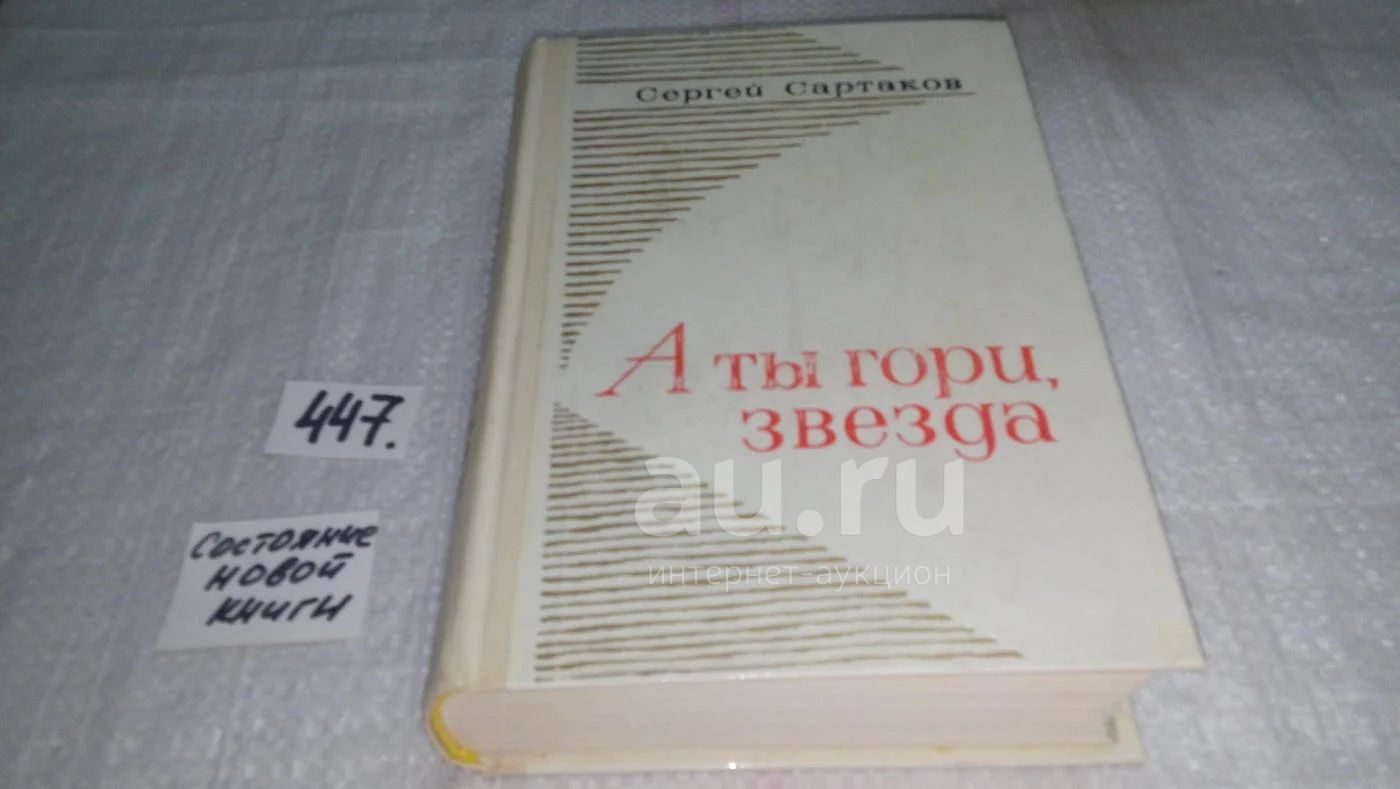 Сергей Сартаков
А ты гори,
звезда
447.
Состояние
новой
книги
au.ru
интернет-аукцион